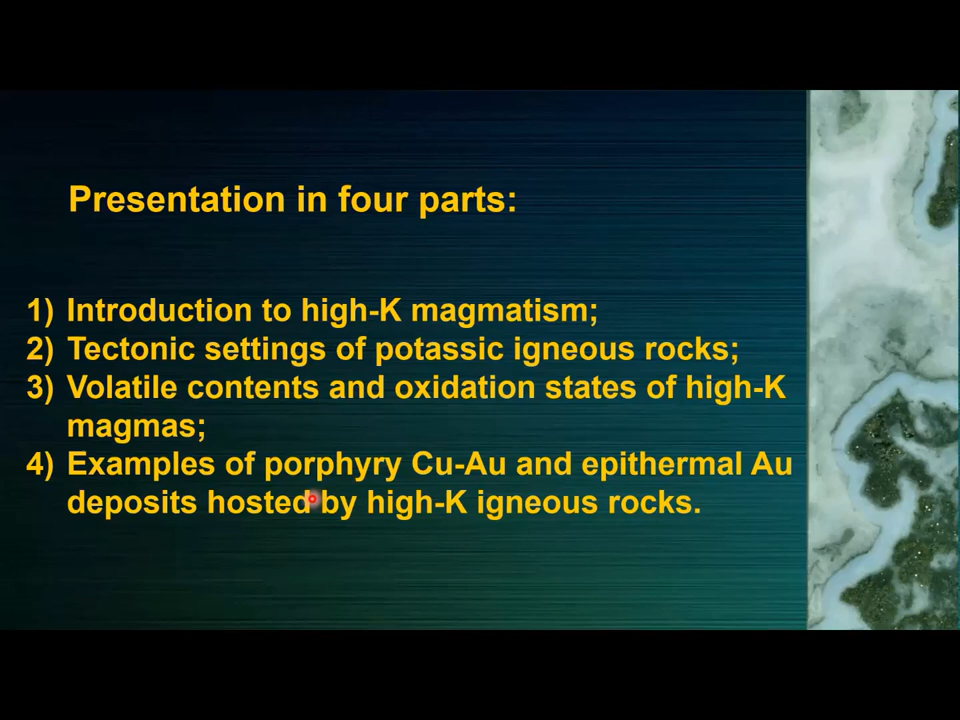 Presentation in four parts:
1) Introduction to high-K magmatism;
2) Tectonic settings of potassic igneous rocks;
3) Volatile contents and oxidation states of high-K
magmas;
4) Examples of porphyry Cu-Au and epithermal Au
deposits hosted by high-K igneous rocks.